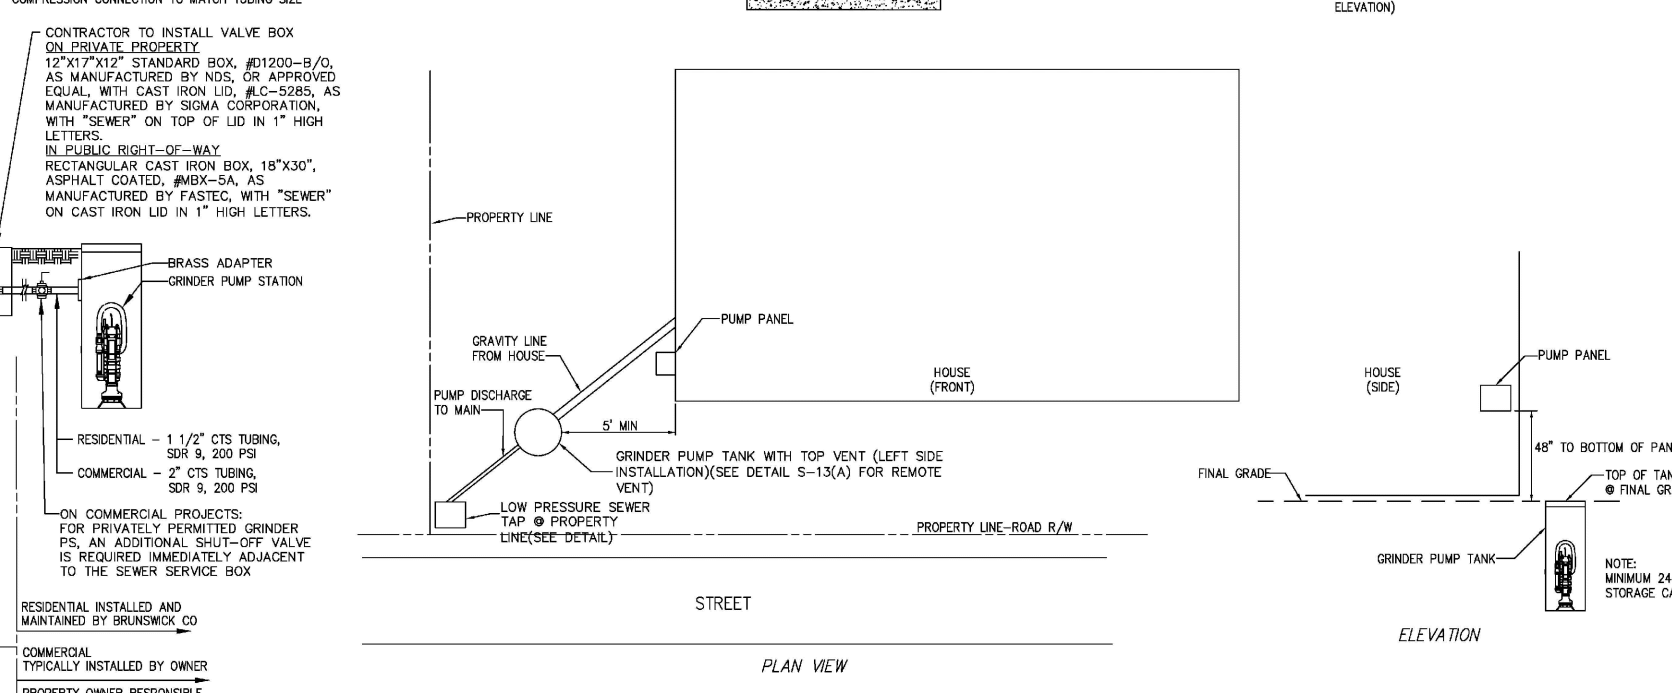 COMPRESSION CONNECTION TO MATCH TUBING SIZE
CONTRACTOR TO INSTALL VALVE BOX
ON PRIVATE PROPERTY
12"X17"X12" STANDARD BOX, #D1200-B/O,
AS MANUFACTURED BY NDS, OR APPROVED
EQUAL, WITH CAST IRON LID, #LC-5285, AS
MANUFACTURED BY SIGMA CORPORATION,
WITH "SEWER" ON TOP OF LID IN 1" HIGH
LETTERS.
IN PUBLIC RIGHT-OF-WAY
RECTANGULAR CAST IRON BOX, 18"X30",
ASPHALT COATED, #MBX-5A, AS
MANUFACTURED BY FASTEC, WITH "SEWER"
ON CAST IRON LID IN 1" HIGH LETTERS.
BRASS ADAPTER
GRINDER PUMP STATION
RESIDENTIAL - 1 1/2" CTS TUBING,
SDR 9, 200 PSI
COMMERCIAL - 2" CTS TUBING,
SDR 9, 200 PSI
ON COMMERCIAL PROJECTS:
FOR PRIVATELY PERMITTED GRINDER
PS, AN ADDITIONAL SHUT-OFF VALVE
IS REQUIRED IMMEDIATELY ADJACENT
TO THE SEWER SERVICE BOX
RESIDENTIAL INSTALLED AND
MAINTAINED BY BRUNSWICK CO
COMMERCIAL
TYPICALLY INSTALLED BY OWNER
PROPERTY OWNER RESPONSIBLE
PROPERTY LINE
GRAVITY LINE
FROM HOUSE
PUMP PANEL
PUMP DISCHARGE
TO MAIN
5' MIN
HOUSE
(FRONT)
GRINDER PUMP TANK WITH TOP VENT (LEFT SIDE
INSTALLATION)(SEE DETAIL S-13(A) FOR REMOTE
VENT)
LOW PRESSURE SEWER
TAP @ PROPERTY
LINE(SEE DETAIL)
PROPERTY LINE-ROAD R/W
STREET
PLAN VIEW
ELEVATION)
HOUSE
(SIDE)
PUMP PANEL
48" TO BOTTOM OF PAN
FINAL GRADE
TOP OF TAN
@ FINAL GR
GRINDER PUMP TANK
NOTE:
MINIMUM 24
STORAGE CA
ELEVATION